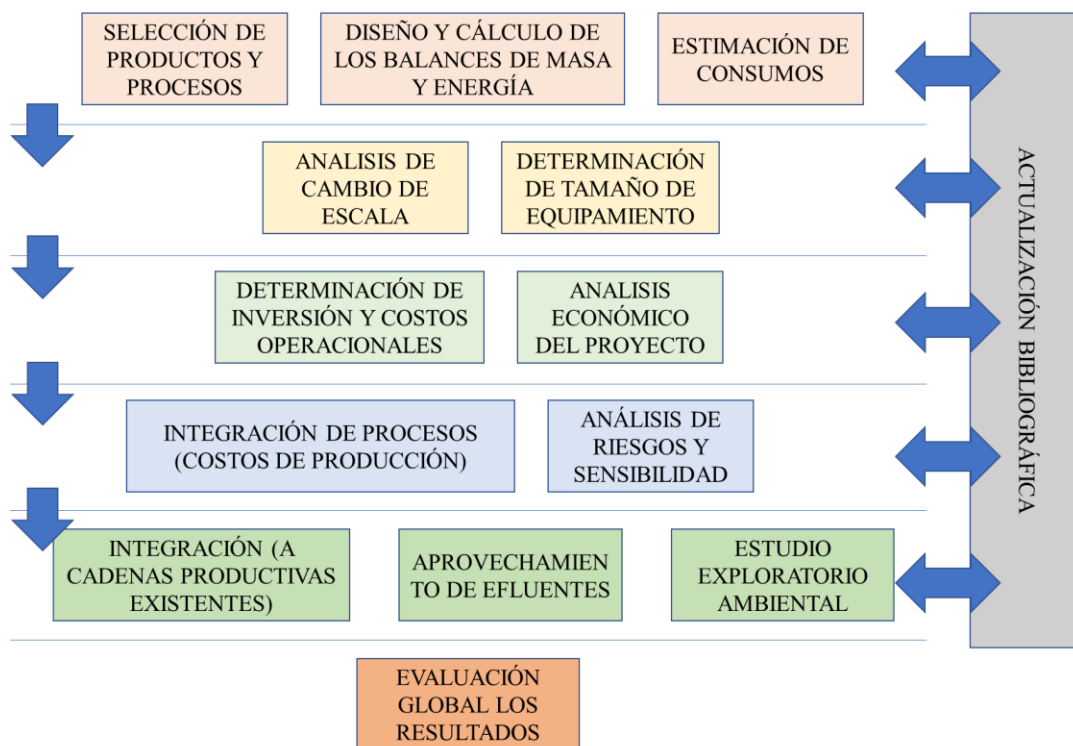 SELECCIÓN DE
PRODUCTOS Y
PROCESOS
DISEÑO Y CÁLCULO DE
LOS BALANCES DE MASA
Y ENERGÍA
ESTIMACIÓN DE
CONSUMOS
ANALISIS DE
CAMBIO DE
ESCALA
DETERMINACIÓN
DE TAMAÑO DE
EQUIPAMIENTO
DETERMINACIÓN DE
INVERSIÓN Y COSTOS
OPERACIONALES
ANALISIS
ECONÓMICO
DEL PROYECTO
INTEGRACIÓN DE PROCESOS
(COSTOS DE PRODUCCIÓN)
ANÁLISIS DE
RIESGOS Y
SENSIBILIDAD
INTEGRACIÓN (A
CADENAS PRODUCTIVAS
EXISTENTES)
APROVECHAMIEN
TO DE EFLUENTES
ESTUDIO
EXPLORATORIO
AMBIENTAL
EVALUACIÓN
GLOBAL LOS
RESULTADOS
ACTUALIZACIÓN BIBLIOGRÁFICA